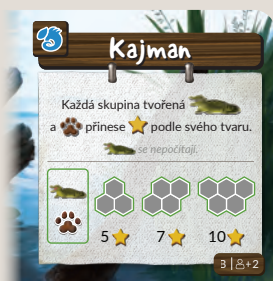 Kajman
Každá skupina tvořená
a přinese podle svého tvaru.
se nepočítají.
5 7 10
3 | +2